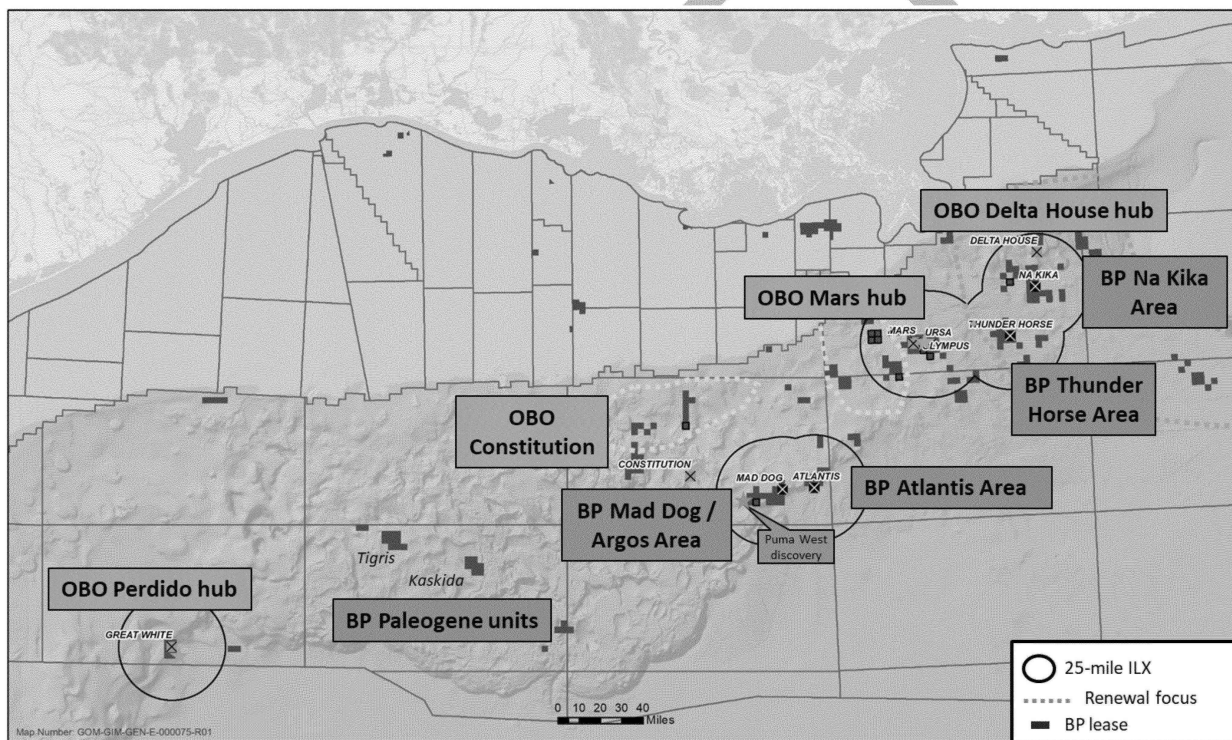 OBO Delta House hub
DELTA HOUSE
NA KIKA
BP Na Kika
Area
OBO Mars hub
MARS
URSA
OLYMPUS
THUNDER HORSE
BP Thunder
Horse Area
OBO
Constitution
CONSTITUTION
MAD DOG
ATLANTIS
BP Atlantis Area
BP Mad Dog /
Argos Area
Puma West
discovery
Tigris
Kaskida
OBO Perdido hub
GREAT WHITE
BP Paleogene units
25-mile ILX
Renewal focus
BP lease
0 10 20 30 40
Miles
Map Number: GOM-GIM-GEN-E-000075-R01